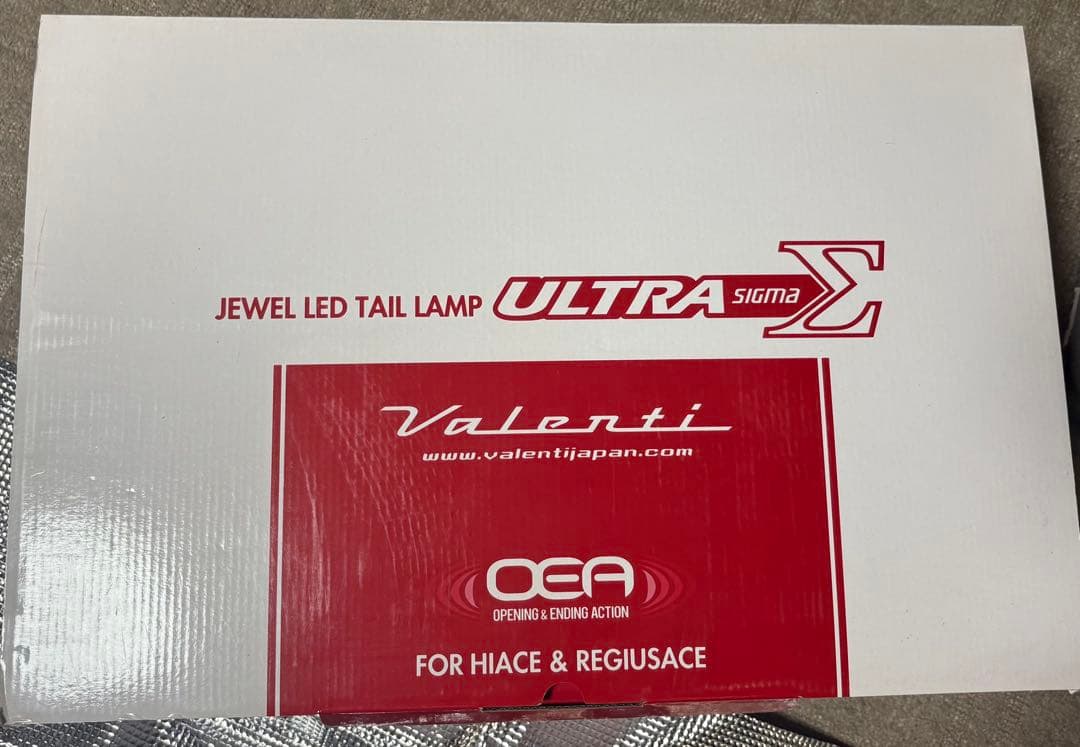 JEWEL LED TAIL LAMP ULTRA SIGMA Σ
Valenti
www.valentijapan.com
OEA
OPENING & ENDING ACTION
FOR HIACE & REGIUSACE